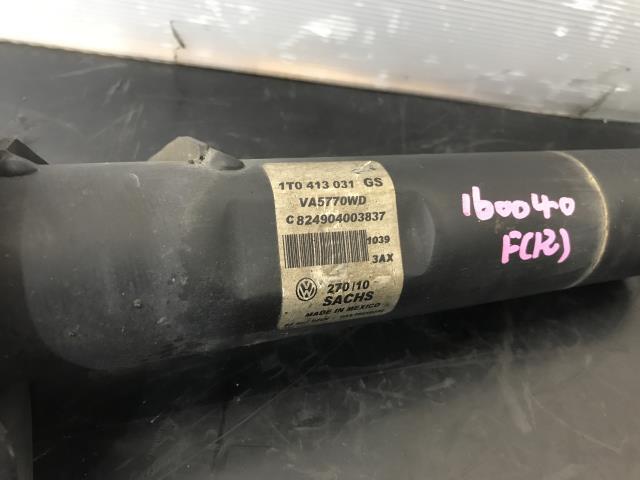 1T0 413 031 GS
VA5770WD
C 824904003837
1039
3AX
270/10
SACHS
MADE IN MEXICO
160040
F(R)